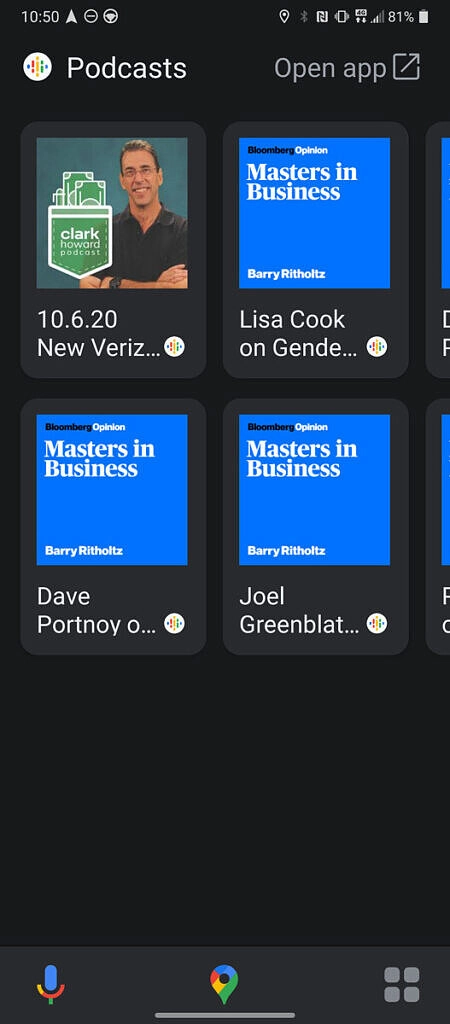 10:50
4G 81%
Podcasts
Open app
clark
howard
podcast
Bloomberg Opinion
Masters in
Business
Barry Ritholtz
10.6.20
New Veriz...
Lisa Cook
on Gende...
Bloomberg Opinion
Masters in
Business
Barry Ritholtz
Bloomberg Opinion
Masters in
Business
Barry Ritholtz
Dave
Portnoy o...
Joel
Greenblat...